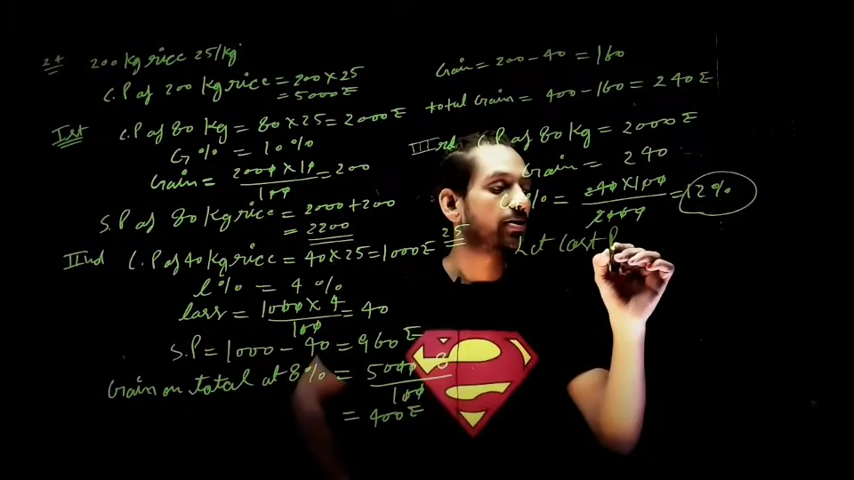 24 200 kg rice 25/kg
C.P of 200 kg rice = 200 × 25
= 5000 E
Ist C.P of 80 kg = 80 × 25 = 2000 E
G% = 10%
Gain = 2000 × 10 / 100 = 200
S.P of 80 kg rice = 2000 + 200
= 2200
IInd C.P of 40 kg rice = 40 × 25 = 1000 E
l% = 4%
loss = 1000 × 4 / 100 = 40
S.P = 1000 - 40 = 960 E
Gain on total at 8% = 5000 8 / 100
= 400 E
Gain = 200 - 40 = 160
total Gain = 400 - 160 = 240 E
IIIrd C.P of 80 kg = 2000 E
Gain = 240
% = 240 × 100 / 2000 = 12%
25 Let Cost P